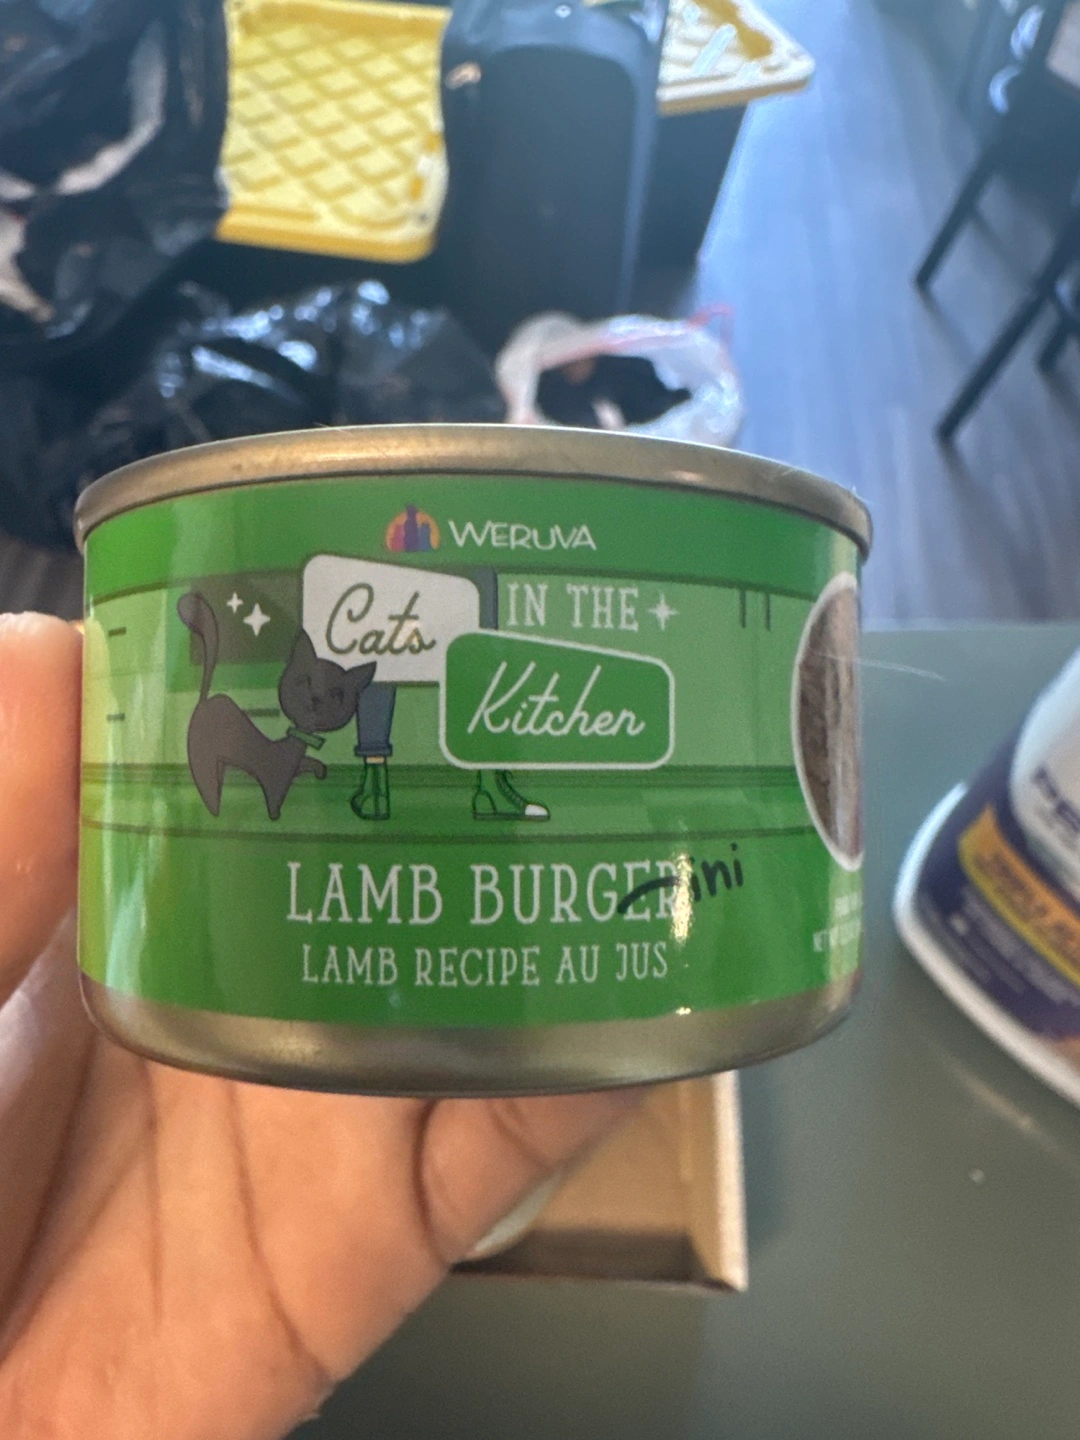 WERUVA
Cats
IN THE
Kitchen
LAMB BURGERini
LAMB RECIPE AU JUS